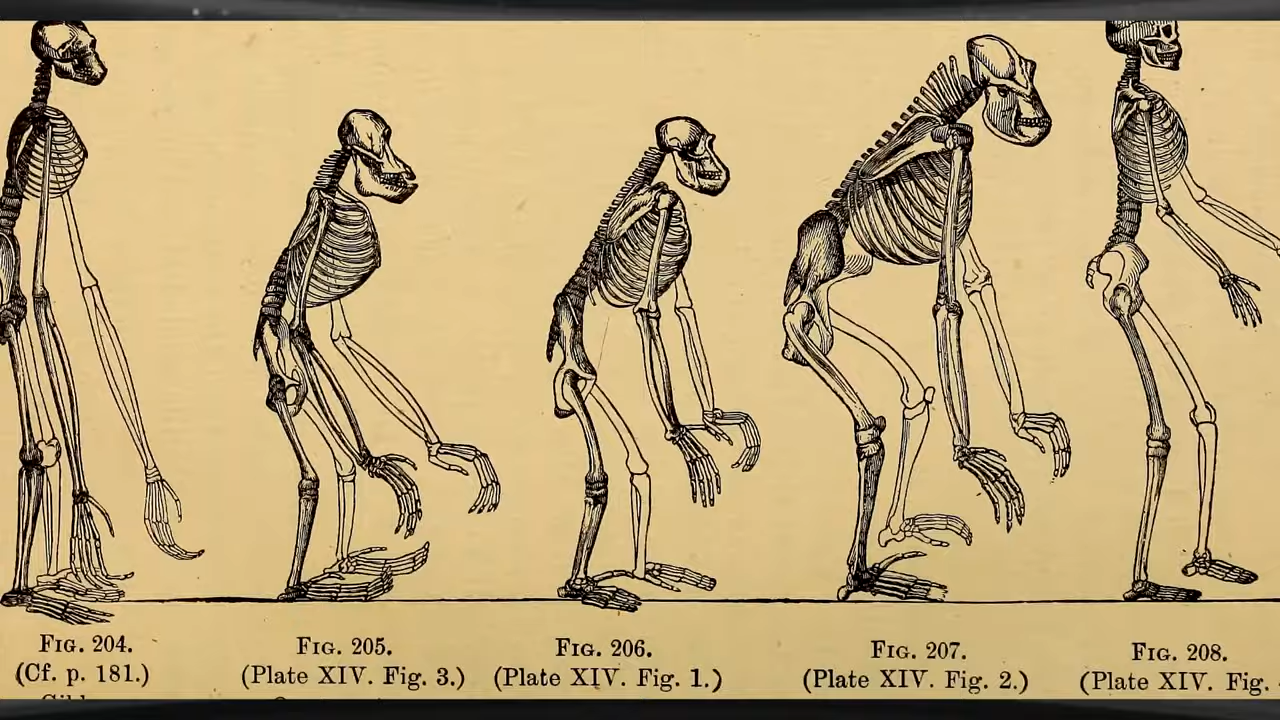 FIG. 204.
(Cf. p. 181.)
FIG. 205.
(Plate XIV. Fig. 3.)
FIG. 206.
(Plate XIV. Fig. 1.)
FIG. 207.
(Plate XIV. Fig. 2.)
FIG. 208.
(Plate XIV. Fig.